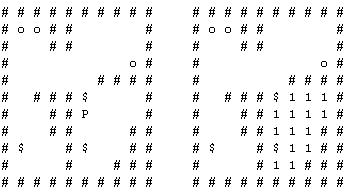 # # # # # # # # # #     # # # # # # # # # #
# o o # #         #     # o o # #         #
#     # #         #     #     # #         #
#               o #     #               o #
#           # # # #     #           # # # #
#   # # # $       #     #   # # # $ 1 1 1 #
#     # # P       #     #     # # 1 1 1 1 #
#     # #       # #     #     # # 1 1 1 # #
# $     # $     # #     # $     # $ 1 1 # #
#       #     # # #     #       # 1 1 # # #
# # # # # # # # # #     # # # # # # # # # #